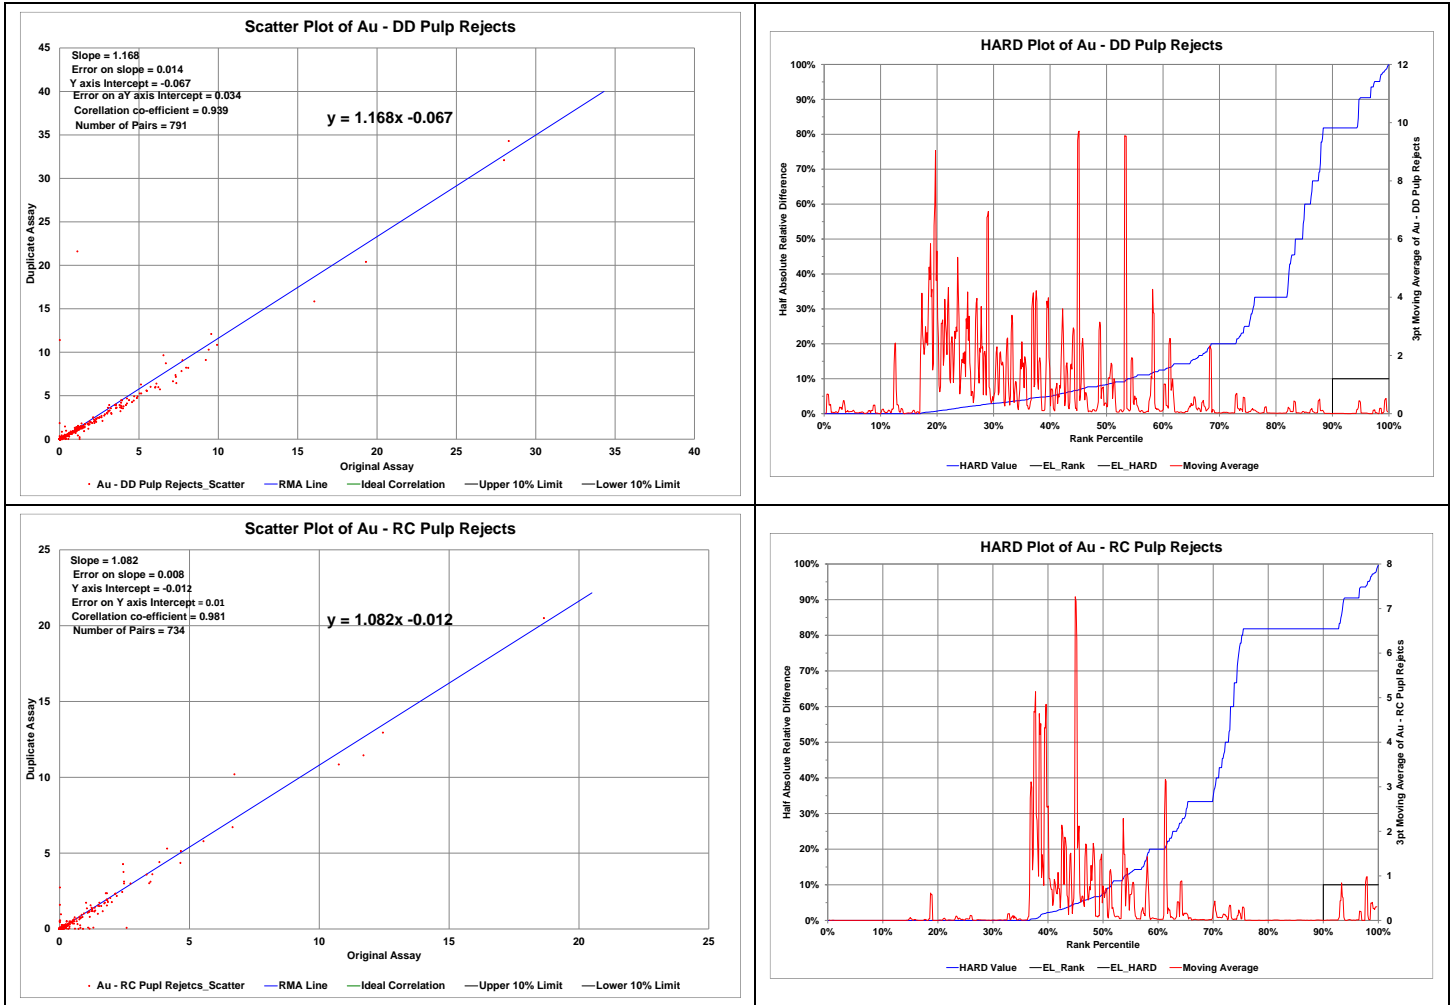 Scatter Plot of Au - DD Pulp Rejects
Slope = 1.168
Error on slope = 0.014
Y axis Intercept = -0.067
Error on aY axis Intercept = 0.034
Corellation co-efficient = 0.939
Number of Pairs = 791
y = 1.168x -0.067
45
40
35
30
25
20
15
10
5
0
Duplicate Assay
0 5 10 15 20 25 30 35 40
Original Assay
Au - DD Pulp Rejects_Scatter RMA Line Ideal Correlation Upper 10% Limit Lower 10% Limit
HARD Plot of Au - DD Pulp Rejects
100%
90%
80%
70%
60%
50%
40%
30%
20%
10%
0%
Half Absolute Relative Difference
12
10
8
6
4
2
0
3pt Moving Average of Au - DD Pulp Rejects
0% 10% 20% 30% 40% 50% 60% 70% 80% 90% 100%
Rank Percentile
HARD Value EL_Rank EL_HARD Moving Average
Scatter Plot of Au - RC Pulp Rejects
Slope = 1.082
Error on slope = 0.008
Y axis Intercept = -0.012
Error on Y axis Intercept = 0.01
Corellation co-efficient = 0.981
Number of Pairs = 734
y = 1.082x -0.012
25
20
15
10
5
0
Duplicate Assay
0 5 10 15 20 25
Original Assay
Au - RC Pupl Rejetcs_Scatter RMA Line Ideal Correlation Upper 10% Limit Lower 10% Limit
HARD Plot of Au - RC Pulp Rejects
100%
90%
80%
70%
60%
50%
40%
30%
20%
10%
0%
Half Absolute Relative Difference
8
7
6
5
4
3
2
1
0
3pt Moving Average of Au - RC Pupl Rejetcs
0% 10% 20% 30% 40% 50% 60% 70% 80% 90% 100%
Rank Percentile
HARD Value EL_Rank EL_HARD Moving Average